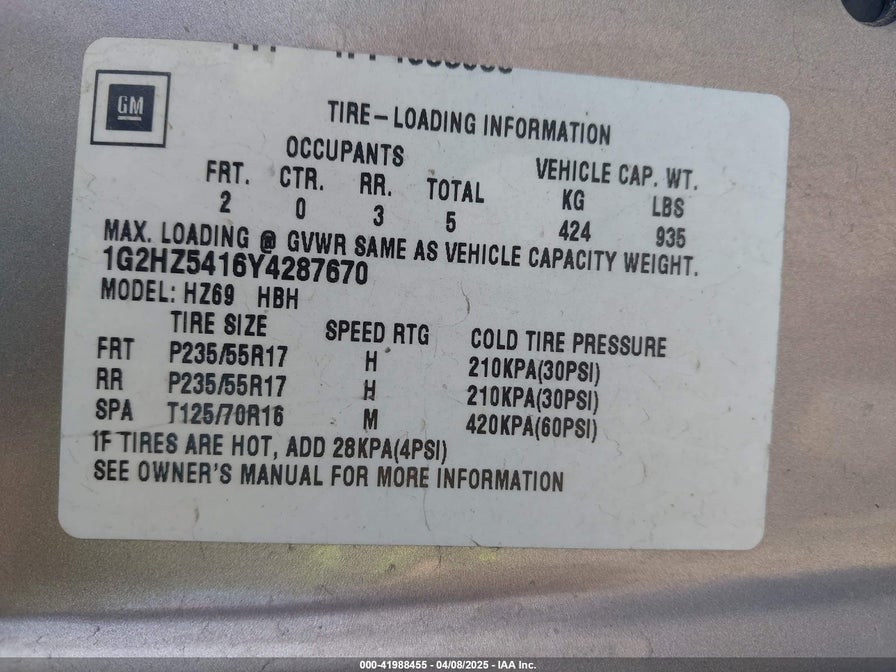 GM
TIRE-LOADING INFORMATION
OCCUPANTS VEHICLE CAP. WT.
FRT. CTR. RR. TOTAL KG LBS
2 0 3 5 424 935
MAX. LOADING @ GVWR SAME AS VEHICLE CAPACITY WEIGHT.
1G2HZ5416Y4287670
MODEL: HZ69 HBH
TIRE SIZE SPEED RTG COLD TIRE PRESSURE
FRT P235/55R17 H 210KPA(30PSI)
RR P235/55R17 H 210KPA(30PSI)
SPA T125/70R16 M 420KPA(60PSI)
IF TIRES ARE HOT, ADD 28KPA(4PSI)
SEE OWNER'S MANUAL FOR MORE INFORMATION
000-41988455 - 04/08/2025 - IAA Inc.